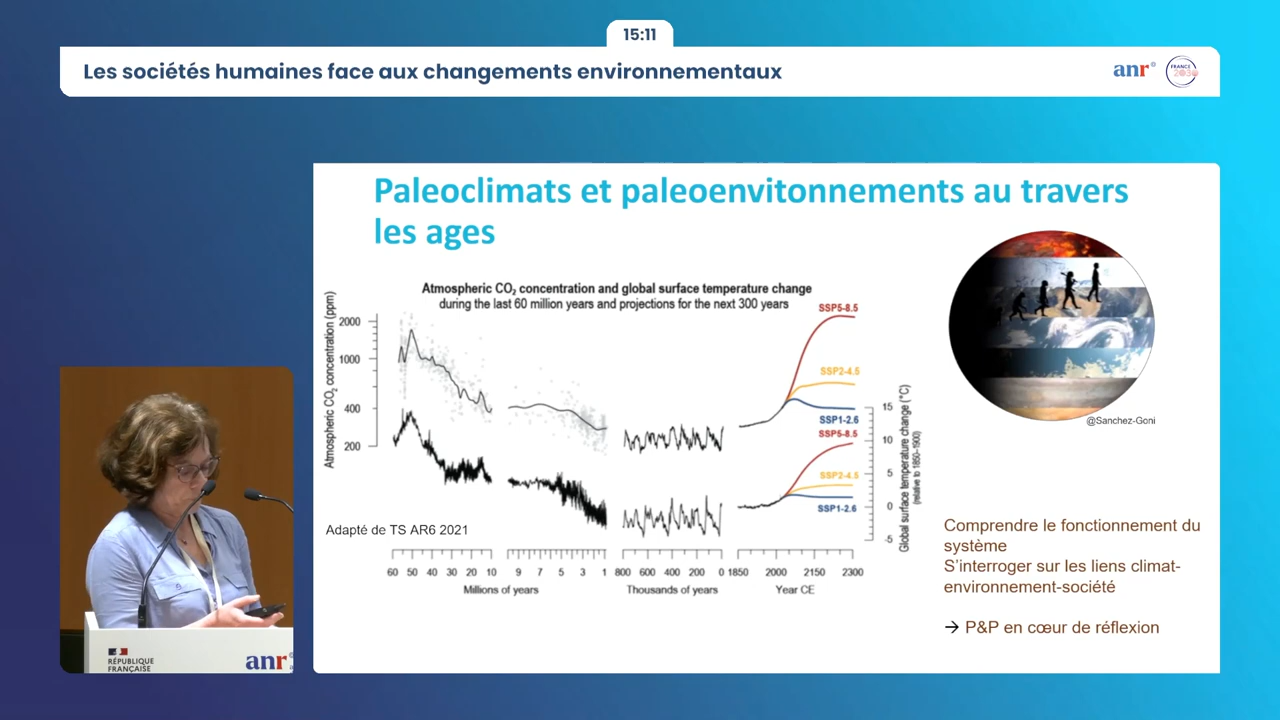 15:11
Les sociétés humaines face aux changements environnementaux
anr
FRANCE
2030
Paleoclimats et paleoenvitonnements au travers
les ages
Atmospheric CO₂ concentration and global surface temperature change
during the last 60 million years and projections for the next 300 years
Atmospheric CO₂ concentration (ppm)
2000
1000
400
200
SSP5-8.5
SSP2-4.5
SSP1-2.6
SSP5-8.5
SSP2-4.5
SSP1-2.6
15
10
5
0
-5
Global surface temperature change (°C)
(relative to 1850–1900)
Adapté de TS AR6 2021
60 50 40 30 20 10 9 7 5 3 1 800 600 400 200 0 1850 2000 2150 2300
Millions of years Thousands of years Year CE
@Sanchez-Goni
Comprendre le fonctionnement du
système
S'interroger sur les liens climat-
environnement-société
→ P&P en cœur de réflexion
RÉPUBLIQUE
FRANÇAISE
anr